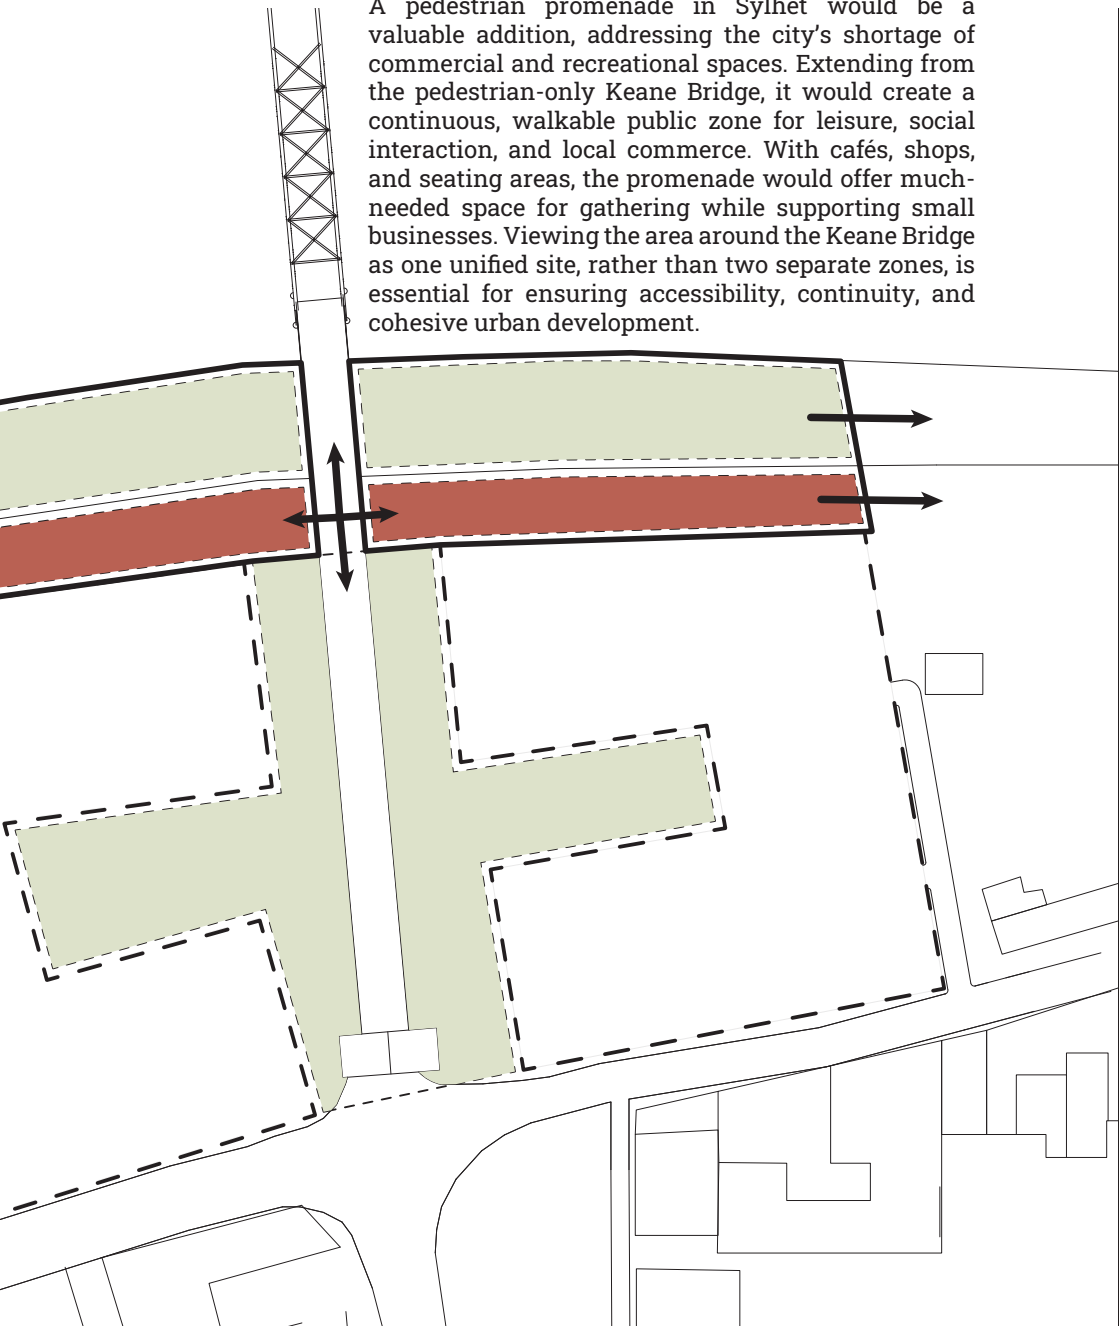 A pedestrian promenade in Sylhet would be a
valuable addition, addressing the city’s shortage of
commercial and recreational spaces. Extending from
the pedestrian-only Keane Bridge, it would create a
continuous, walkable public zone for leisure, social
interaction, and local commerce. With cafés, shops,
and seating areas, the promenade would offer much-
needed space for gathering while supporting small
businesses. Viewing the area around the Keane Bridge
as one unified site, rather than two separate zones, is
essential for ensuring accessibility, continuity, and
cohesive urban development.